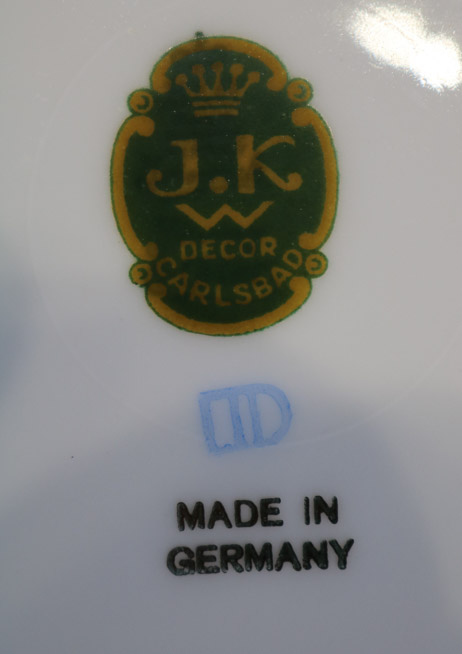 J.K
W
DECOR
CARLSBAD
MADE IN
GERMANY